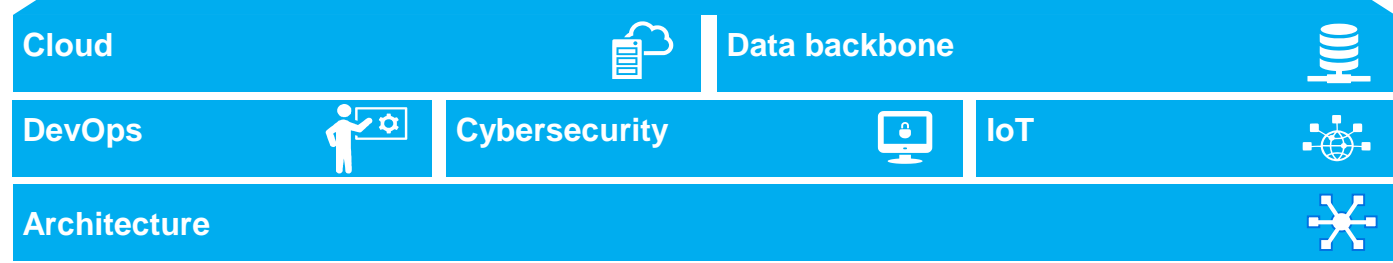 Cloud
Data backbone
DevOps
Cybersecurity
IoT
Architecture